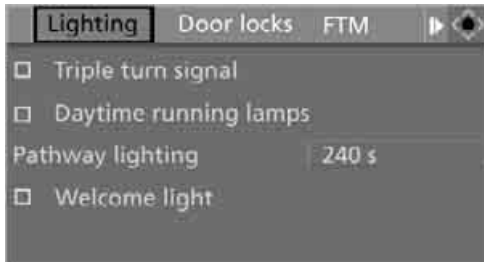 Lighting Door locks FTM
Triple turn signal
Daytime running lamps
Pathway lighting 240 s
Welcome light